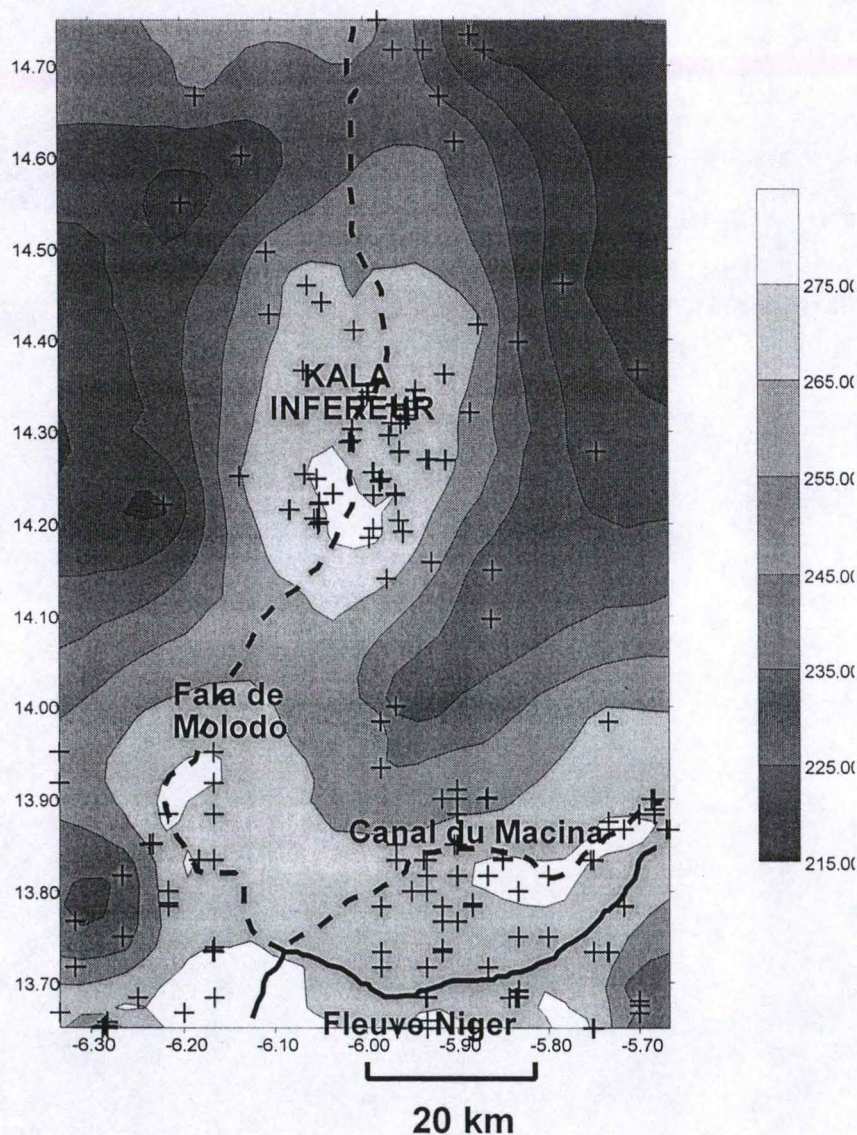 14.70
14.60
14.50
14.40
14.30
14.20
14.10
14.00
13.90
13.80
13.70
KALA
INFEREUR
Fala de
Molodo
Canal du Macina
Fleuve Niger
-6.30 -6.20 -6.10 -6.00 -5.90 -5.80 -5.70
20 km
275.00
265.00
255.00
245.00
235.00
225.00
215.00